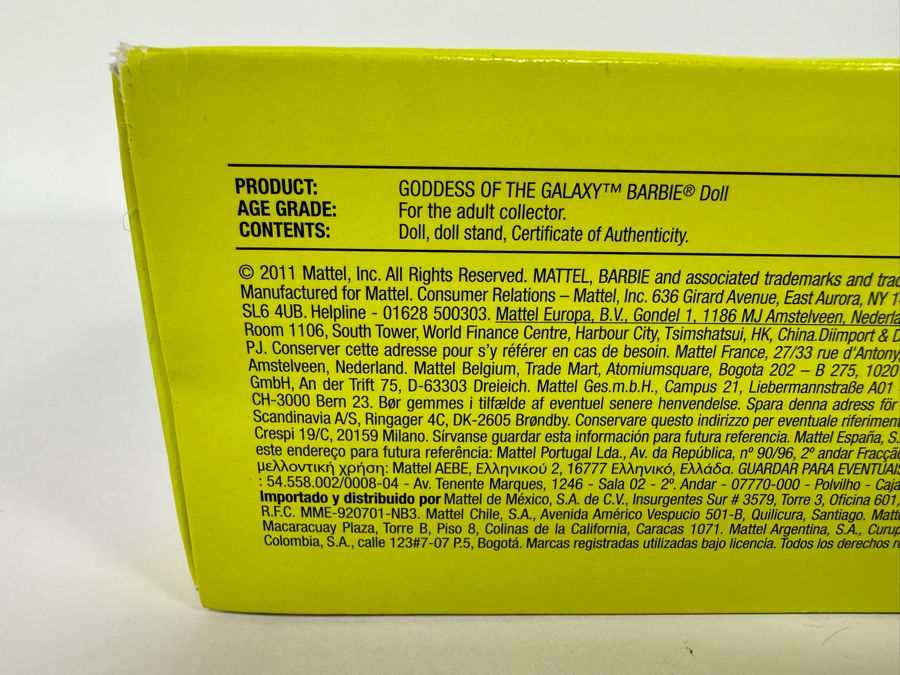 PRODUCT: GODDESS OF THE GALAXY™ BARBIE® Doll
AGE GRADE: For the adult collector.
CONTENTS: Doll, doll stand, Certificate of Authenticity.
© 2011 Mattel, Inc. All Rights Reserved. MATTEL, BARBIE and associated trademarks and
Manufactured for Mattel. Consumer Relations – Mattel, Inc. 636 Girard Avenue, East Aurora, NY
SL6 4UB. Helpline - 01628 500303. Mattel Europa, B.V., Gondel 1, 1186 MJ Amstelveen,
Room 1106, South Tower, World Finance Centre, Harbour City, Tsimshatsui, HK, China.Diimport &
PJ. Conserver cette adresse pour s'y référer en cas de besoin. Mattel France, 27/33 rue d'Antony,
Amstelveen, Nederland. Mattel Belgium, Trade Mart, Atomiumsquare, Bogota 202 – B 275, 1020
GmbH, An der Trift 75, D-63303 Dreieich. Mattel Ges.m.b.H., Campus 21, Liebermannstraße A01
CH-3000 Bern 23. Bør gemmes i tilfælde af eventuel senere henvendelse. Spara denna adress för
Scandinavia A/S, Ringager 4C, DK-2605 Brøndby. Conservare questo indirizzo per eventuale
Crespi 19/C, 20159 Milano. Sírvanse guardar esta información para futura referencia. Mattel España,
este endereço para futura referência: Mattel Portugal Lda., Av. da República, nº 90/96, 2º andar
μελλοντική χρήση: Mattel AEBE, Ελληνικού 2, 16777 Ελληνικό, Ελλάδα. GUARDAR PARA
: 54.558.002/0008-04 - Av. Tenente Marques, 1246 - Sala 02 - 2º. Andar - 07770-000 - Polvilho -
Importado y distribuido por Mattel de México, S.A. de C.V., Insurgentes Sur # 3579, Torre 3, Oficina 601,
R.F.C. MME-920701-NB3. Mattel Chile, S.A., Avenida Américo Vespucio 501-B, Quilicura, Santiago.
Macaracuay Plaza, Torre B, Piso 8, Colinas de la California, Caracas 1071. Mattel Argentina, S.A.,
Colombia, S.A., calle 123#7-07 P.5, Bogotá. Marcas registradas utilizadas bajo licencia. Todos los derechos